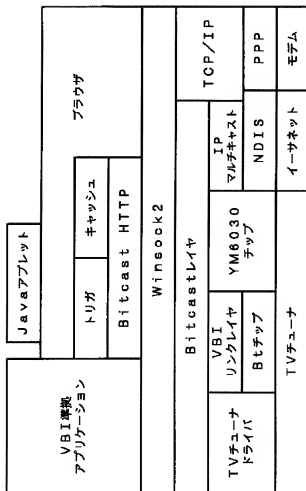 Javaアプレット
VBI準拠
アプリケーション
トリガ
キャッシュ
ブラウザ
Bitcast HTTP
Winsock2
Bitcastレイヤ
TCP/IP
TVチューナ
ドライバ
VBI
リンクレイヤ
YM6030
チップ
IP
マルチキャスト
PPP
Btチップ
NDIS
TVチューナ
イーサネット
モデム